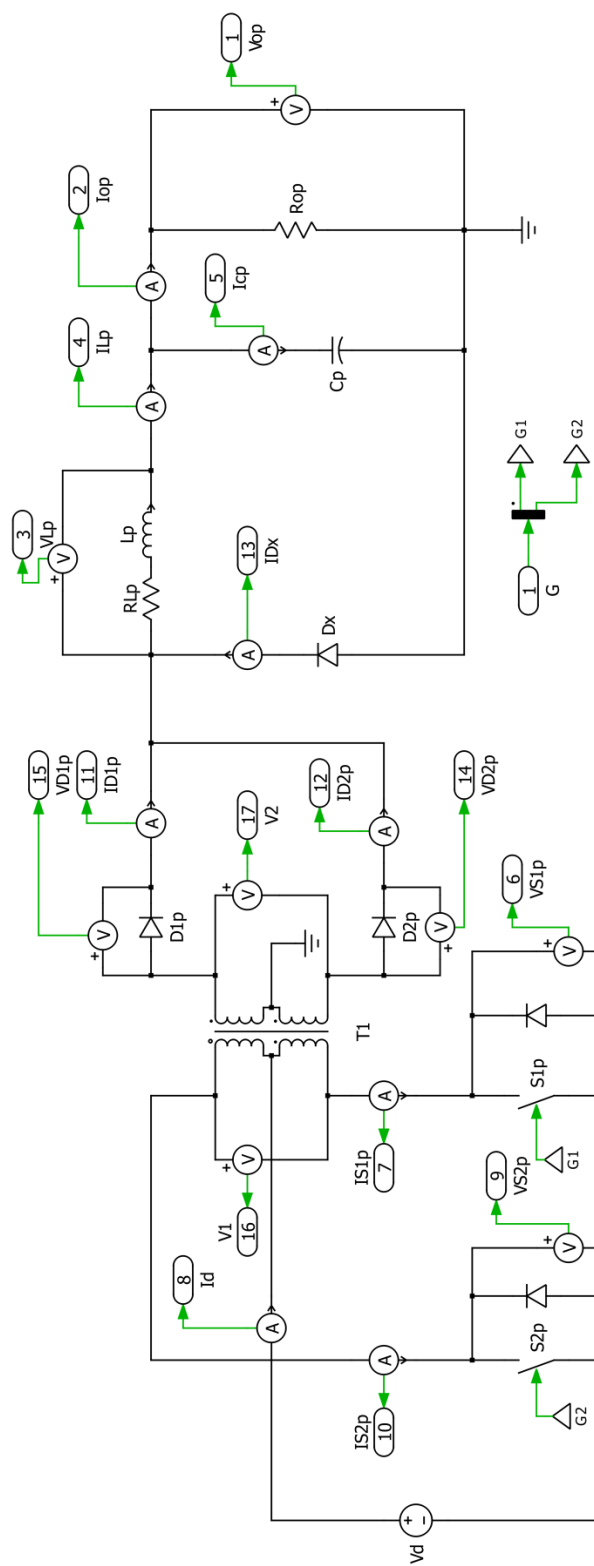 Vd
8
Id
V1
16
IS2p
10
IS1p
7
S2p
G2
9
VS2p
S1p
G1
6
VS1p
T1
15
VD1p
11
ID1p
D1p
17
V2
12
ID2p
D2p
14
VD2p
3
VLp
RLp
Lp
13
IDx
Dx
4
ILp
2
Iop
5
Icp
Cp
Rop
1
Vop
1
G
G1
G2
V
V
V
V
V
V
V
V
A
A
A
A
A
A
A
A
A
+
-
+
+
+
+
+
+
+
+